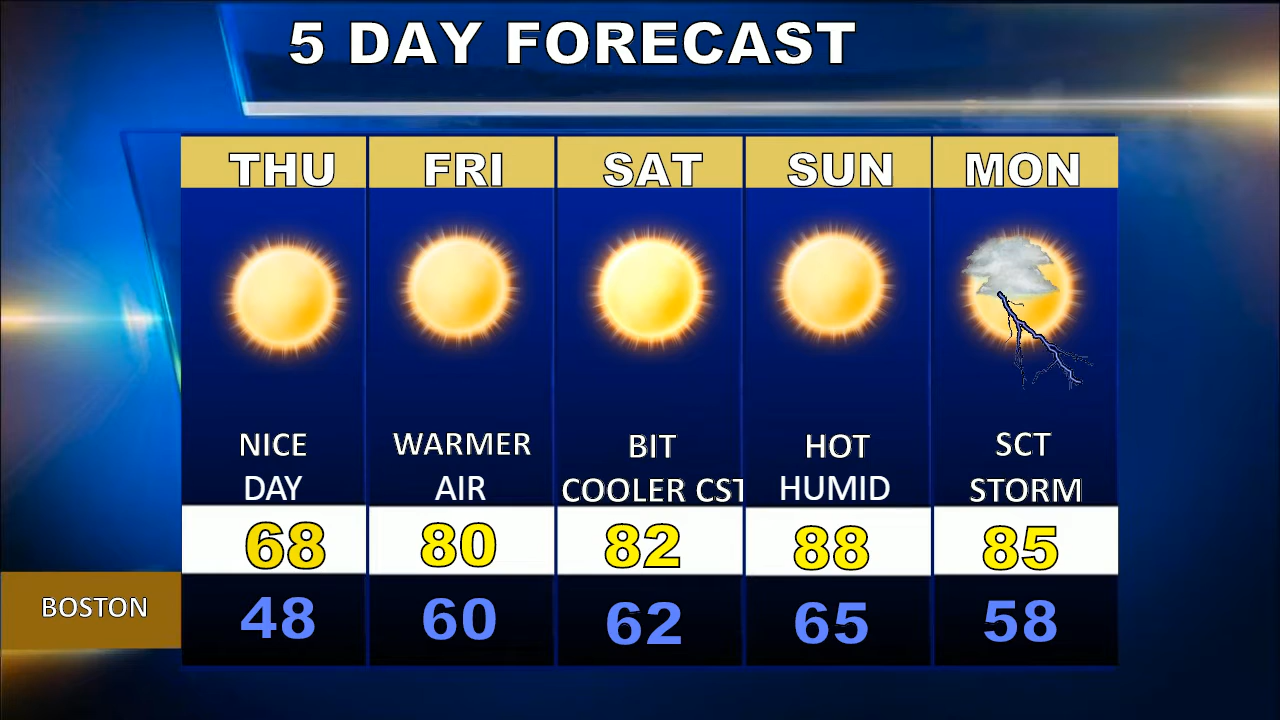 5 DAY FORECAST
THU FRI SAT SUN MON
NICE DAY
WARMER AIR
BIT COOLER CST
HOT HUMID
SCT STORM
68 80 82 88 85
BOSTON
48 60 62 65 58